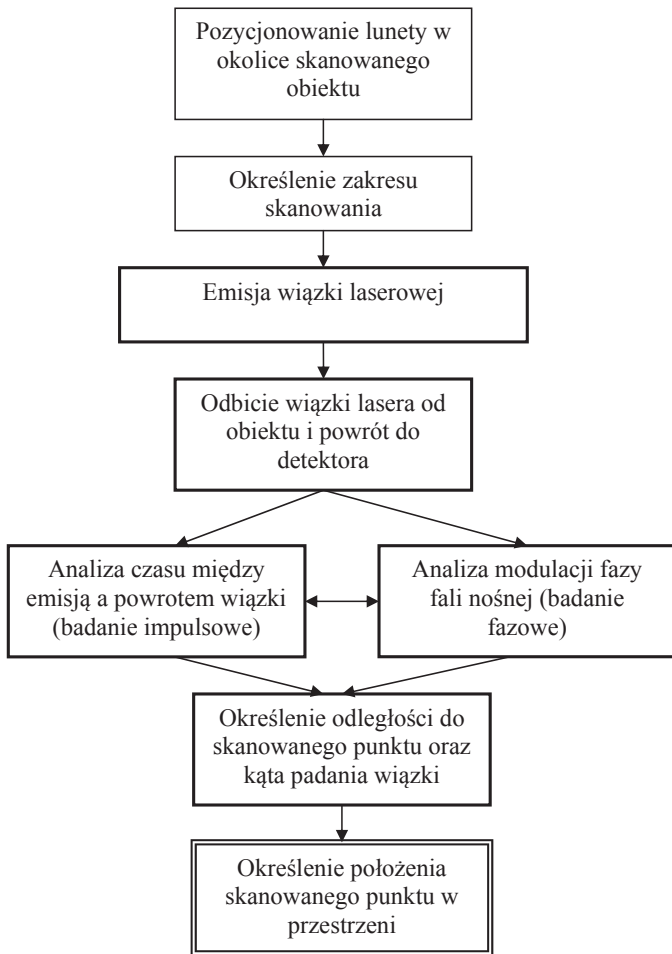 Pozycjonowanie lunety w
okolice skanowanego
obiektu
Określenie zakresu
skanowania
Emisja wiązki laserowej
Odbicie wiązki lasera od
obiektu i powrót do
detektora
Analiza czasu między
emisją a powrotem wiązki
(badanie impulsowe)
Analiza modulacji fazy
fali nośnej (badanie
fazowe)
Określenie odległości do
skanowanego punktu oraz
kąta padania wiązki
Określenie położenia
skanowanego punktu w
przestrzeni